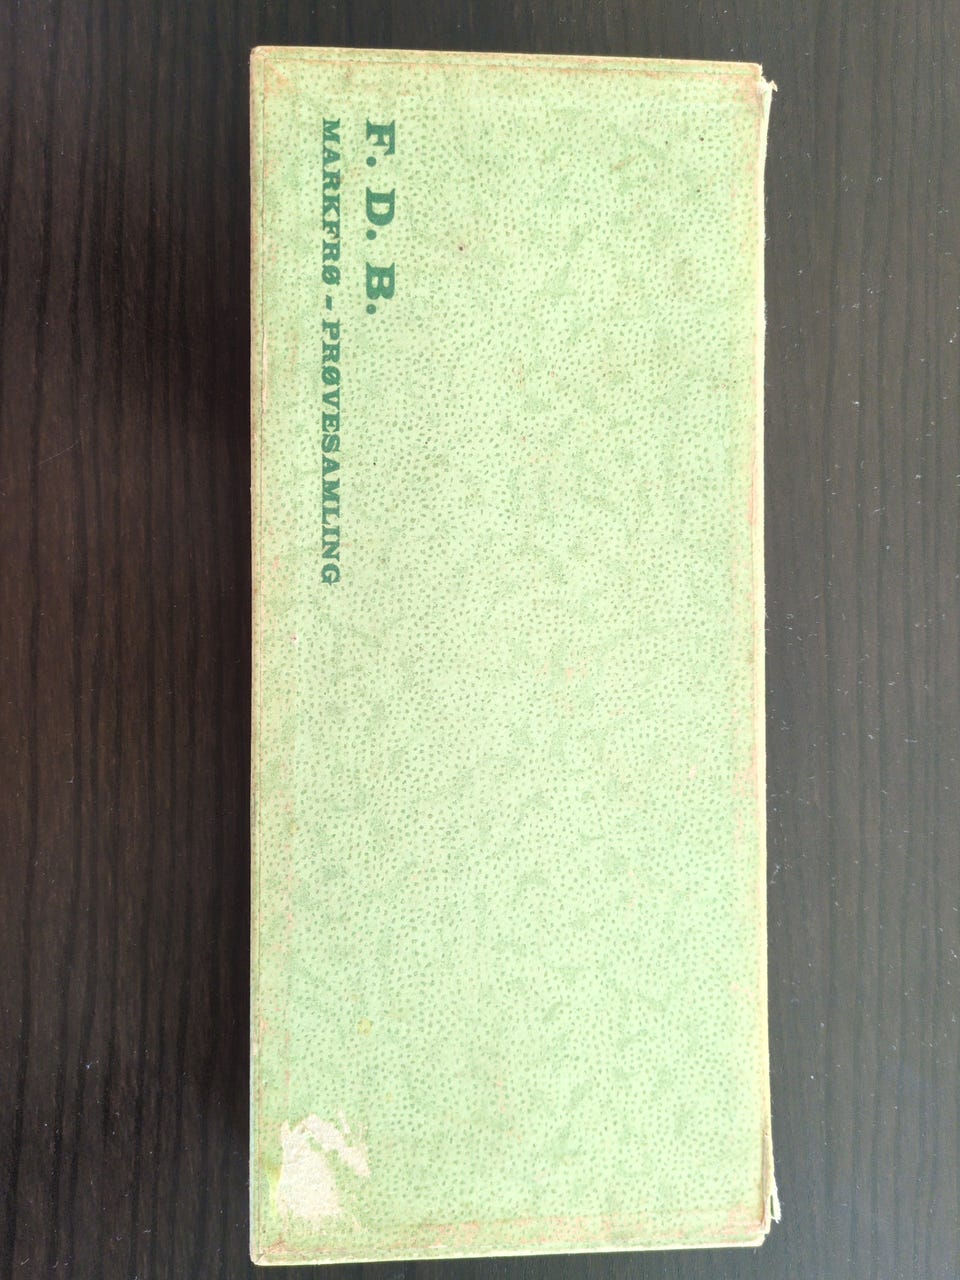 F. D. B.
MARKFRØ - PRØVESAMLING